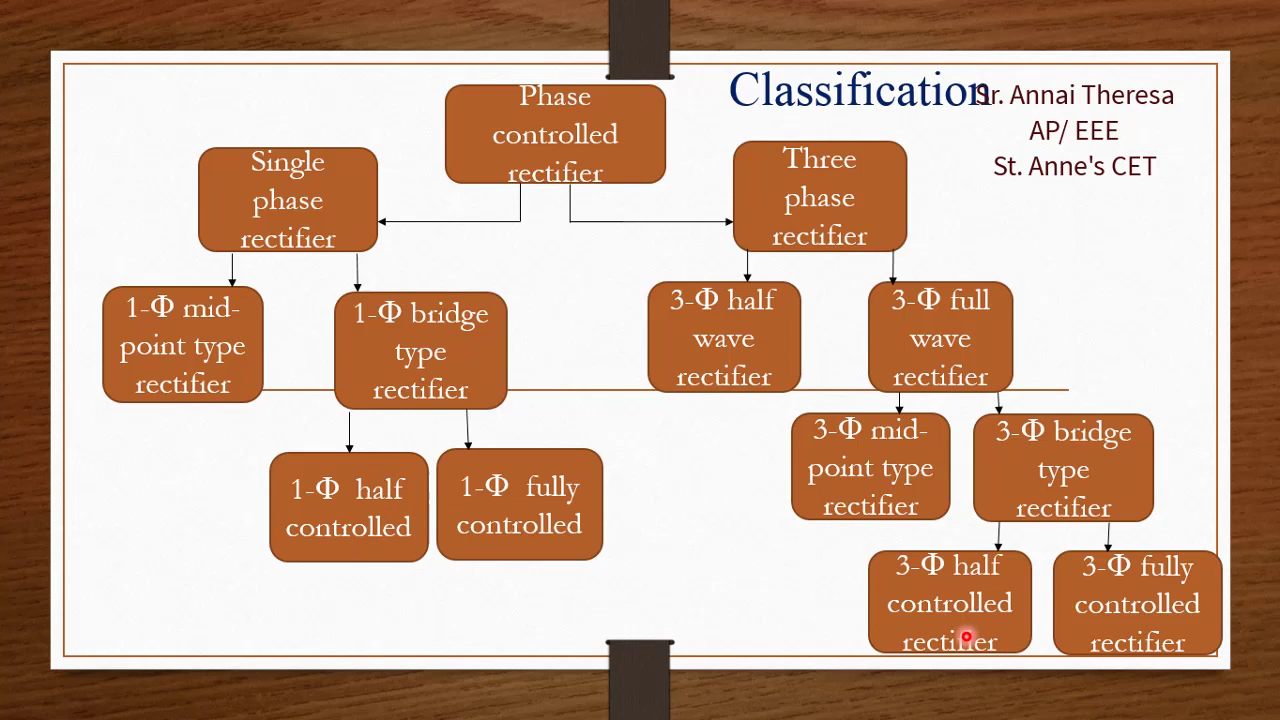 Classification
Sr. Annai Theresa
AP/ EEE
St. Anne's CET
Phase
controlled
rectifier
Single
phase
rectifier
Three
phase
rectifier
1-Φ mid-
point type
rectifier
1-Φ bridge
type
rectifier
3-Φ half
wave
rectifier
3-Φ full
wave
rectifier
1-Φ half
controlled
1-Φ fully
controlled
3-Φ mid-
point type
rectifier
3-Φ bridge
type
rectifier
3-Φ half
controlled
rectifier
3-Φ fully
controlled
rectifier